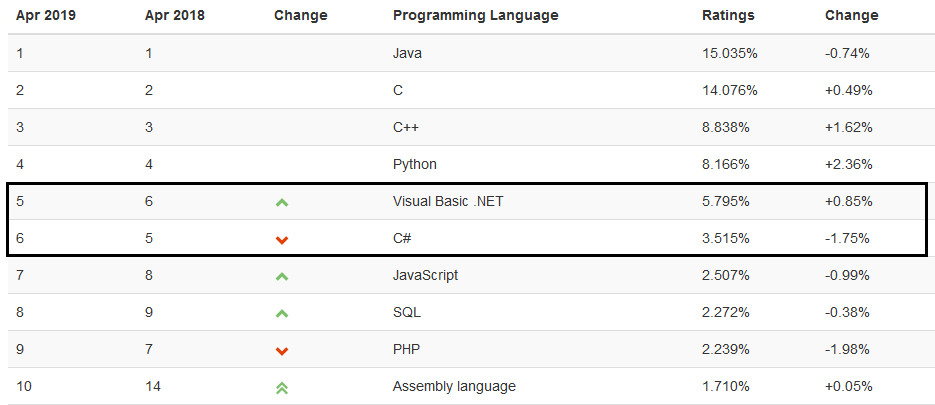 Apr 2019 Apr 2018 Change Programming Language Ratings Change
1 1 Java 15.035% -0.74%
2 2 C 14.076% +0.49%
3 3 C++ 8.838% +1.62%
4 4 Python 8.166% +2.36%
5 6 Visual Basic .NET 5.795% +0.85%
6 5 C# 3.515% -1.75%
7 8 JavaScript 2.507% -0.99%
8 9 SQL 2.272% -0.38%
9 7 PHP 2.239% -1.98%
10 14 Assembly language 1.710% +0.05%